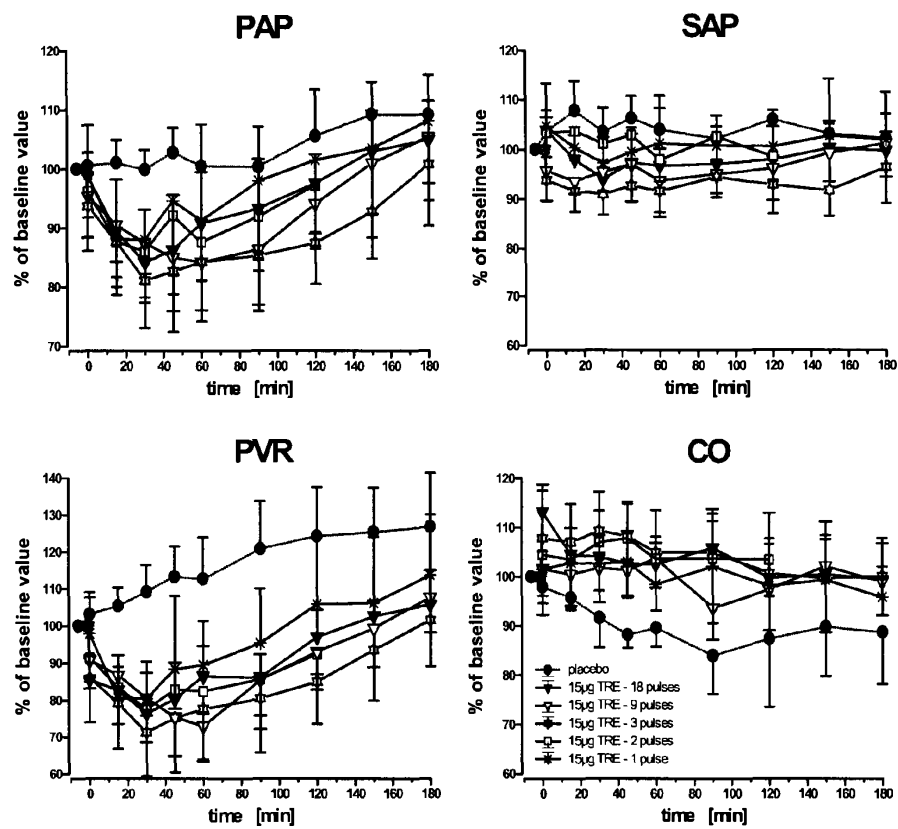 PAP
% of baseline value
120
110
100
90
80
70
0 20 40 60 80 100 120 140 160 180
time [min]
SAP
% of baseline value
120
110
100
90
80
70
60
0 20 40 60 80 100 120 140 160 180
time [min]
PVR
% of baseline value
140
130
120
110
100
90
80
70
60
0 20 40 60 80 100 120 140 160 180
time [min]
CO
% of baseline value
120
110
100
90
80
70
60
placebo
15µg TRE - 18 pulses
15µg TRE - 9 pulses
15µg TRE - 3 pulses
15µg TRE - 2 pulses
15µg TRE - 1 pulse
0 20 40 60 80 100 120 140 160 180
time [min]